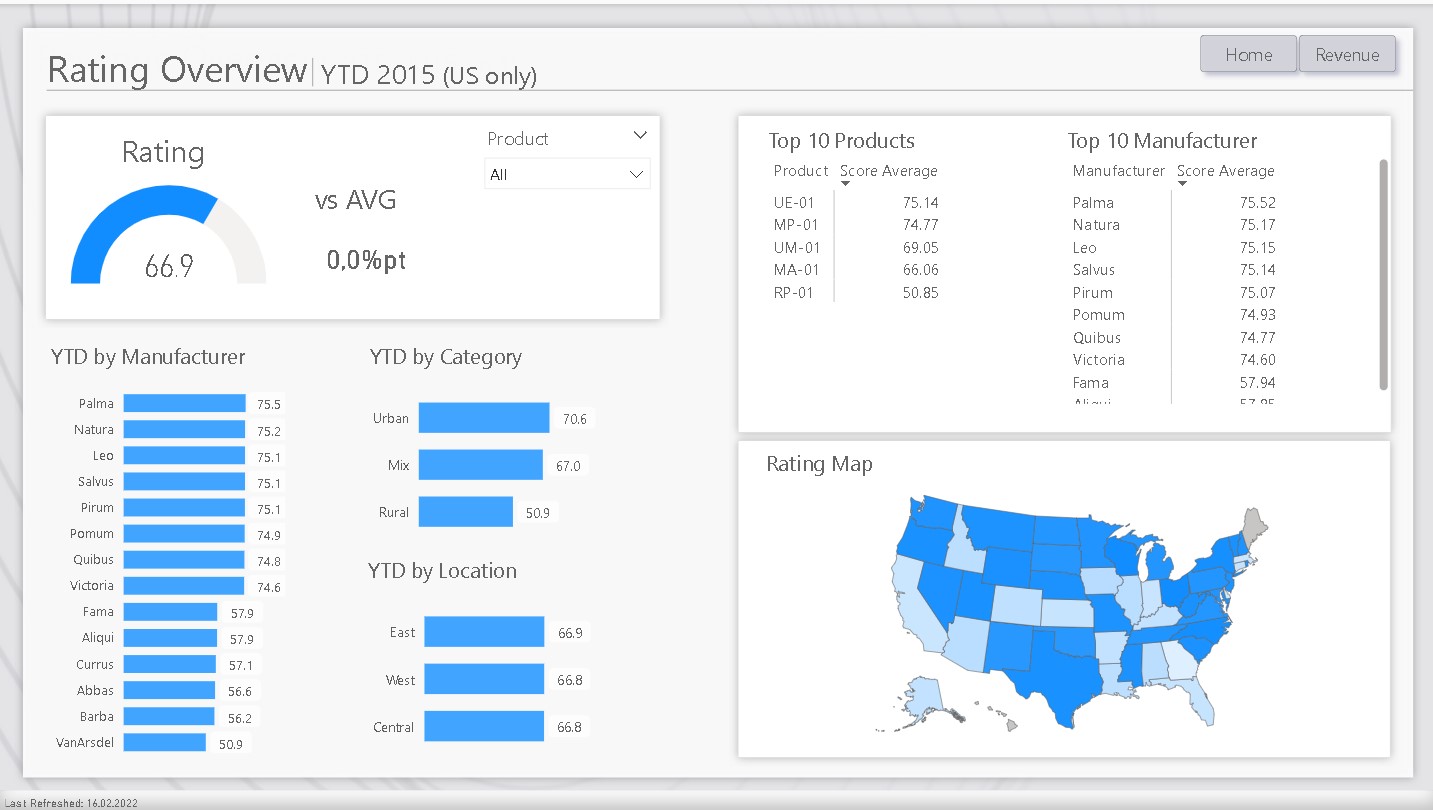 Rating Overview YTD 2015 (US only)
Home Revenue
Rating
vs AVG
66.9
0,0%pt
Product
All
YTD by Manufacturer
Palma 75.5
Natura 75.2
Leo 75.1
Salvus 75.1
Pirum 75.1
Pomum 74.9
Quibus 74.8
Victoria 74.6
Fama 57.9
Aliqui 57.9
Currus 57.1
Abbas 56.6
Barba 56.2
VanArsdel 50.9
YTD by Category
Urban 70.6
Mix 67.0
Rural 50.9
YTD by Location
East 66.9
West 66.8
Central 66.8
Top 10 Products
Product Score Average
UE-01 75.14
MP-01 74.77
UM-01 69.05
MA-01 66.06
RP-01 50.85
Top 10 Manufacturer
Manufacturer Score Average
Palma 75.52
Natura 75.17
Leo 75.15
Salvus 75.14
Pirum 75.07
Pomum 74.93
Quibus 74.77
Victoria 74.60
Fama 57.94
Rating Map
Last Refreshed: 16.02.2022